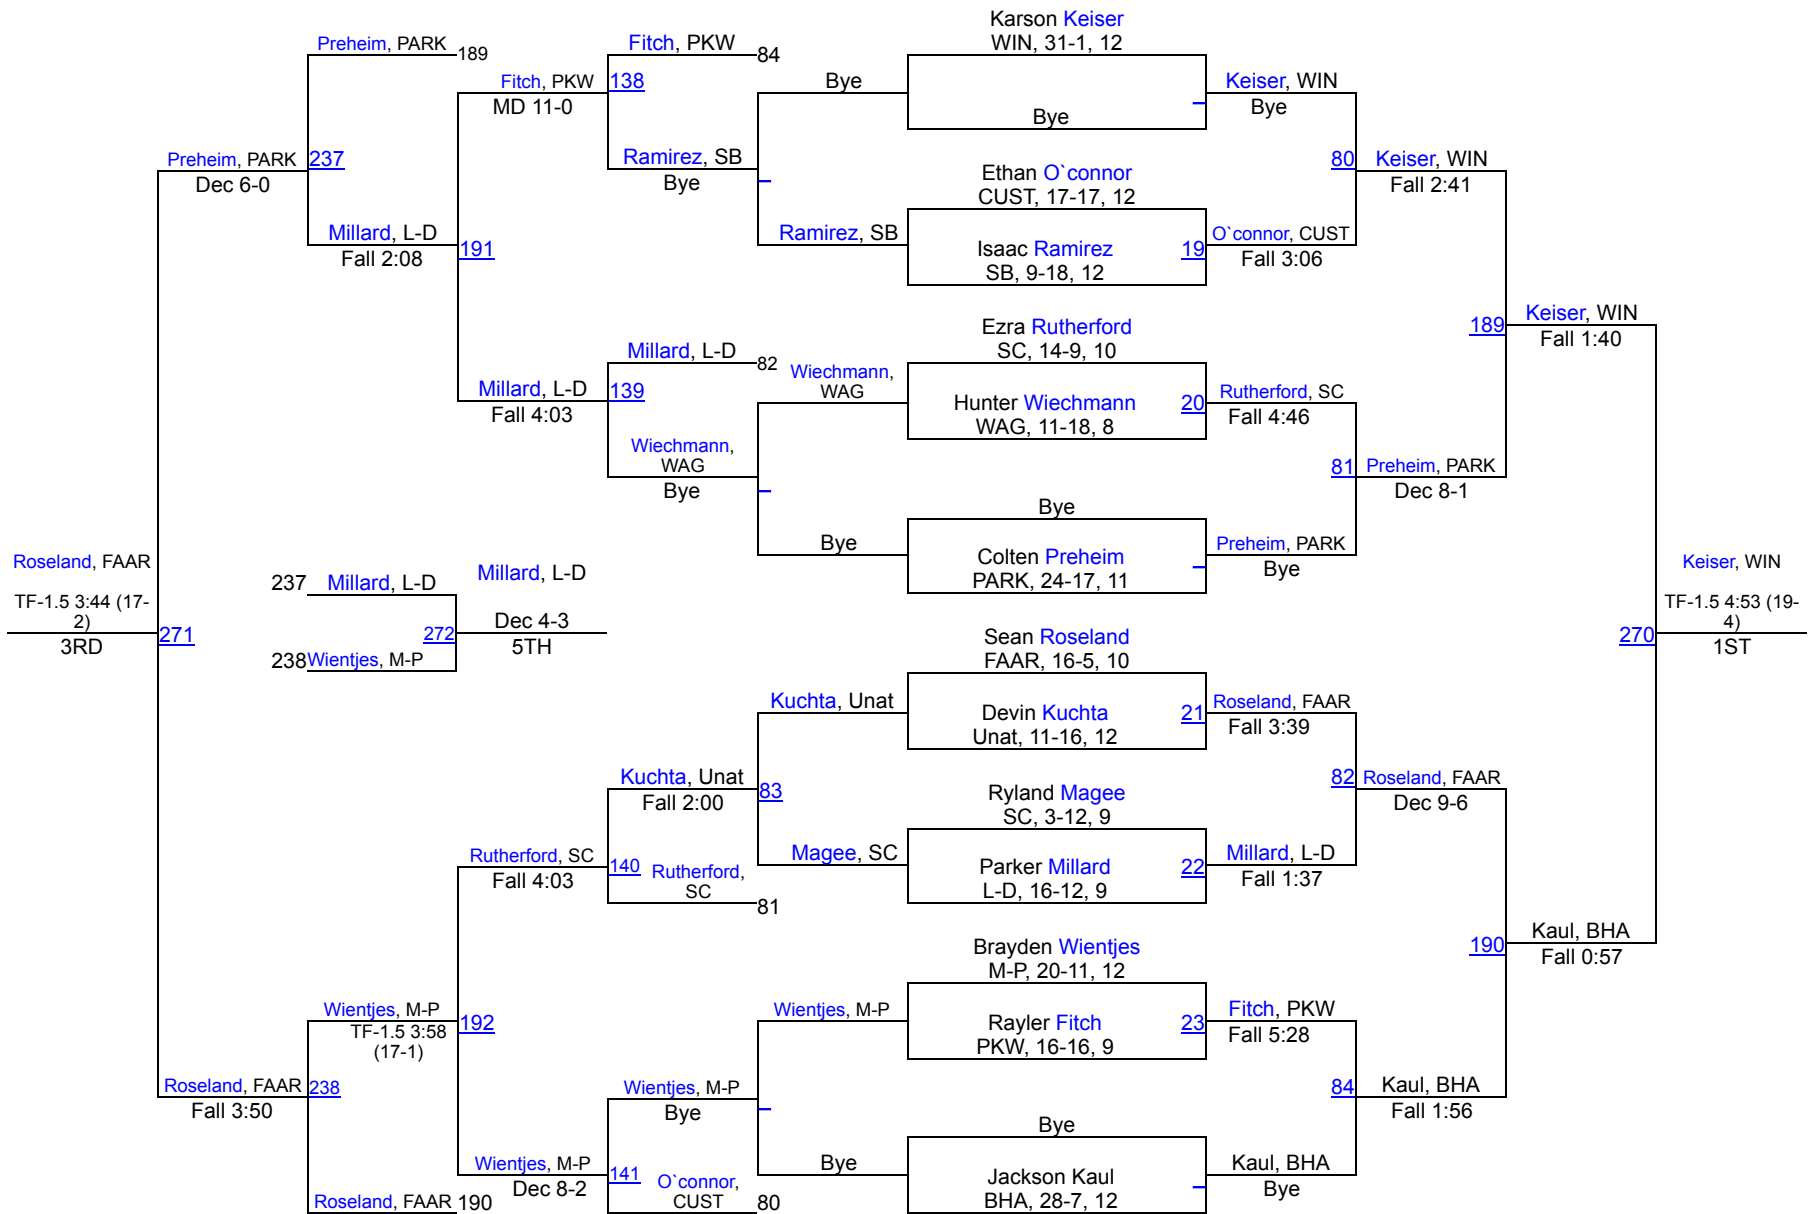 Karson Keiser
WIN, 31-1, 12
Preheim, PARK
189
Fitch, PKW
84
Fitch, PKW
138
MD 11-0
Bye
Keiser, WIN
Bye
Bye
Ramirez, SB
Bye
Preheim, PARK
237
Dec 6-0
Ethan O`connor
CUST, 17-17, 12
80
Keiser, WIN
Fall 2:41
Millard, L-D
Fall 2:08
191
Ramirez, SB
Isaac Ramirez
SB, 9-18, 12
19
O`connor, CUST
Fall 3:06
Ezra Rutherford
SC, 14-9, 10
189
Keiser, WIN
Fall 1:40
Millard, L-D
82
Millard, L-D
139
Fall 4:03
Wiechmann,
WAG
Hunter Wiechmann
WAG, 11-18, 8
20
Rutherford, SC
Fall 4:46
Wiechmann,
WAG
Bye
81
Preheim, PARK
Dec 8-1
Bye
Bye
Colten Preheim
PARK, 24-17, 11
Preheim, PARK
Bye
Roseland, FAAR
TF-1.5 3:44 (17-
2)
3RD
271
237
Millard, L-D
238
Wientjes, M-P
272
Millard, L-D
Dec 4-3
5TH
Keiser, WIN
TF-1.5 4:53 (19-
4)
1ST
270
Sean Roseland
FAAR, 16-5, 10
Kuchta, Unat
Devin Kuchta
Unat, 11-16, 12
21
Roseland, FAAR
Fall 3:39
Kuchta, Unat
Fall 2:00
83
Ryland Magee
SC, 3-12, 9
82
Roseland, FAAR
Dec 9-6
Rutherford, SC
Fall 4:03
140
Rutherford,
SC
81
Magee, SC
Parker Millard
L-D, 16-12, 9
22
Millard, L-D
Fall 1:37
Brayden Wientjes
M-P, 20-11, 12
190
Kaul, BHA
Fall 0:57
Wientjes, M-P
TF-1.5 3:58
(17-1)
192
Wientjes, M-P
Rayler Fitch
PKW, 16-16, 9
23
Fitch, PKW
Fall 5:28
Roseland, FAAR
238
Fall 3:50
Wientjes, M-P
Bye
84
Kaul, BHA
Fall 1:56
Bye
Wientjes, M-P
Dec 8-2
141
O`connor,
CUST
80
Bye
Jackson Kaul
BHA, 28-7, 12
Kaul, BHA
Bye
Roseland, FAAR
190